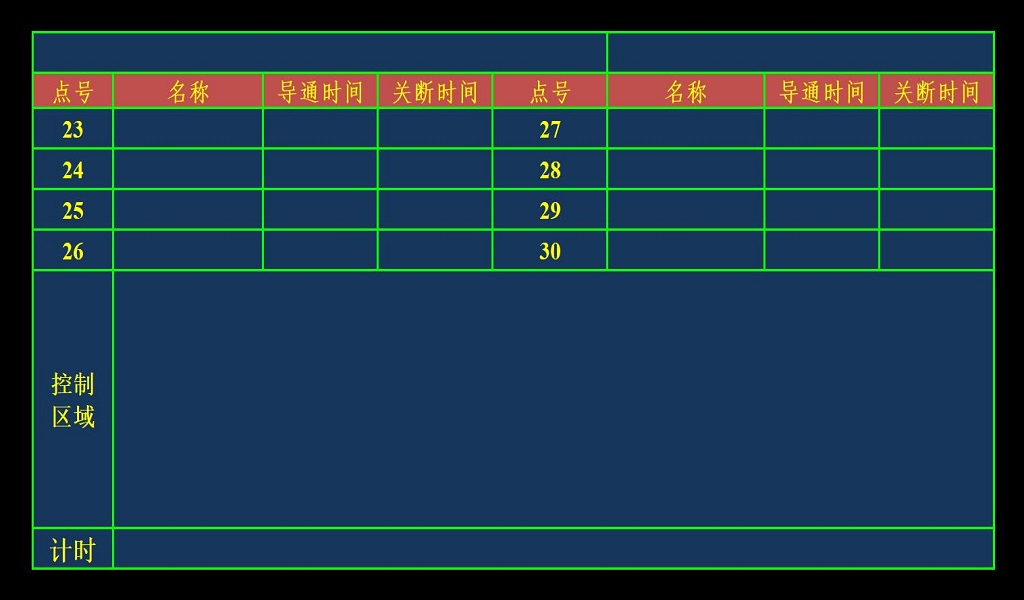 点号 名称 导通时间 关断时间 点号 名称 导通时间 关断时间
23 27
24 28
25 29
26 30
控制
区域
计时